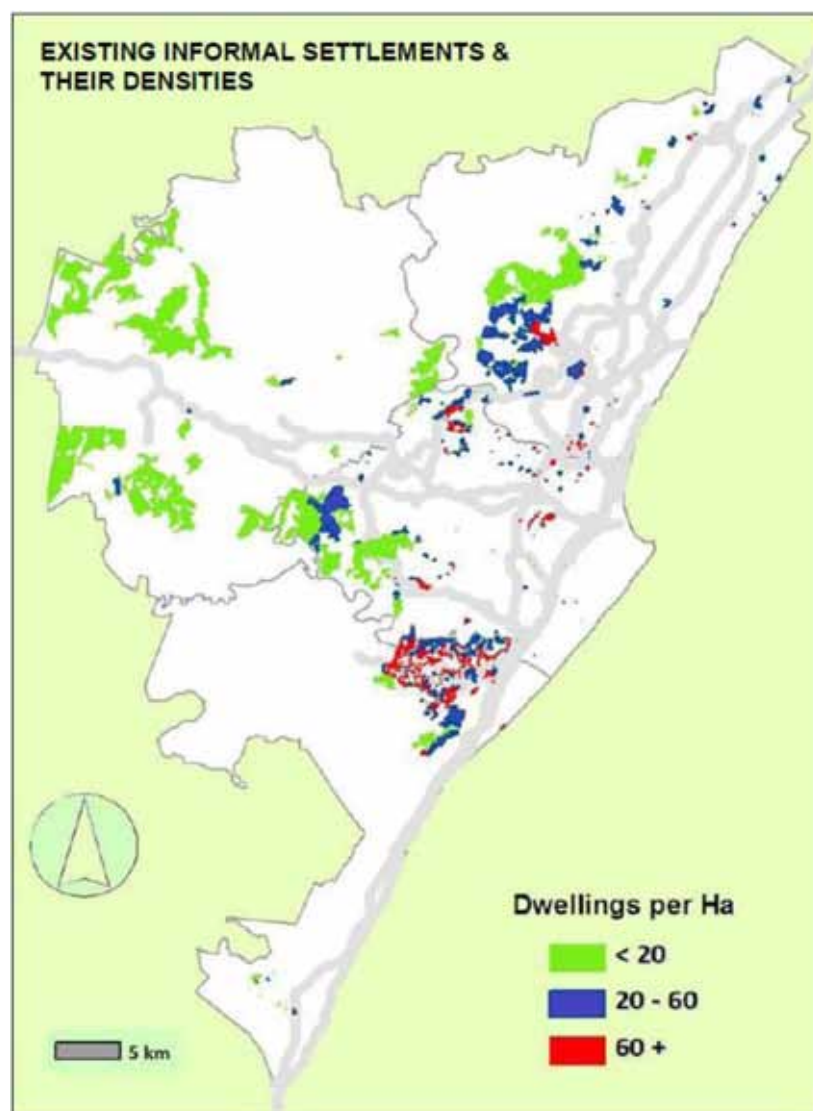 EXISTING INFORMAL SETTLEMENTS &
THEIR DENSITIES
Dwellings per Ha
< 20
20 - 60
60 +
5 km